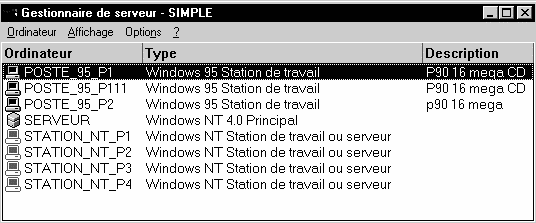 Gestionnaire de serveur - SIMPLE
Ordinateur Affichage Options ?
Ordinateur Type Description
POSTE_95_P1 Windows 95 Station de travail P90 16 mega CD
POSTE_95_P111 Windows 95 Station de travail P90 16 mega CD
POSTE_95_P2 Windows 95 Station de travail p90 16 mega
SERVEUR Windows NT 4.0 Principal
STATION_NT_P1 Windows NT Station de travail ou serveur
STATION_NT_P2 Windows NT Station de travail ou serveur
STATION_NT_P3 Windows NT Station de travail ou serveur
STATION_NT_P4 Windows NT Station de travail ou serveur